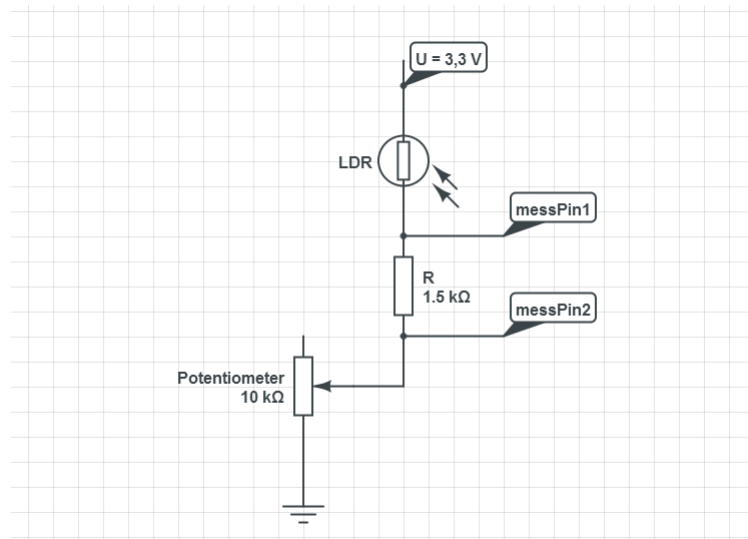 U = 3,3 V
LDR
messPin1
R
1.5 kΩ
messPin2
Potentiometer
10 kΩ